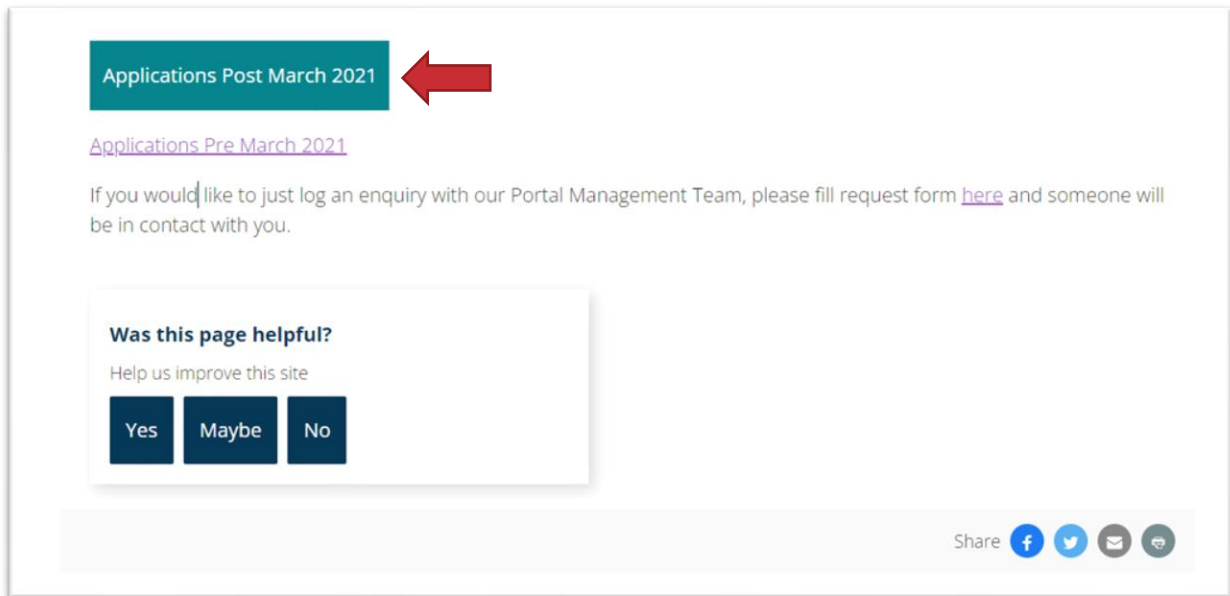 Applications Post March 2021
Applications Pre March 2021
If you would like to just log an enquiry with our Portal Management Team, please fill request form here and someone will
be in contact with you.
Was this page helpful?
Help us improve this site
Yes Maybe No
Share